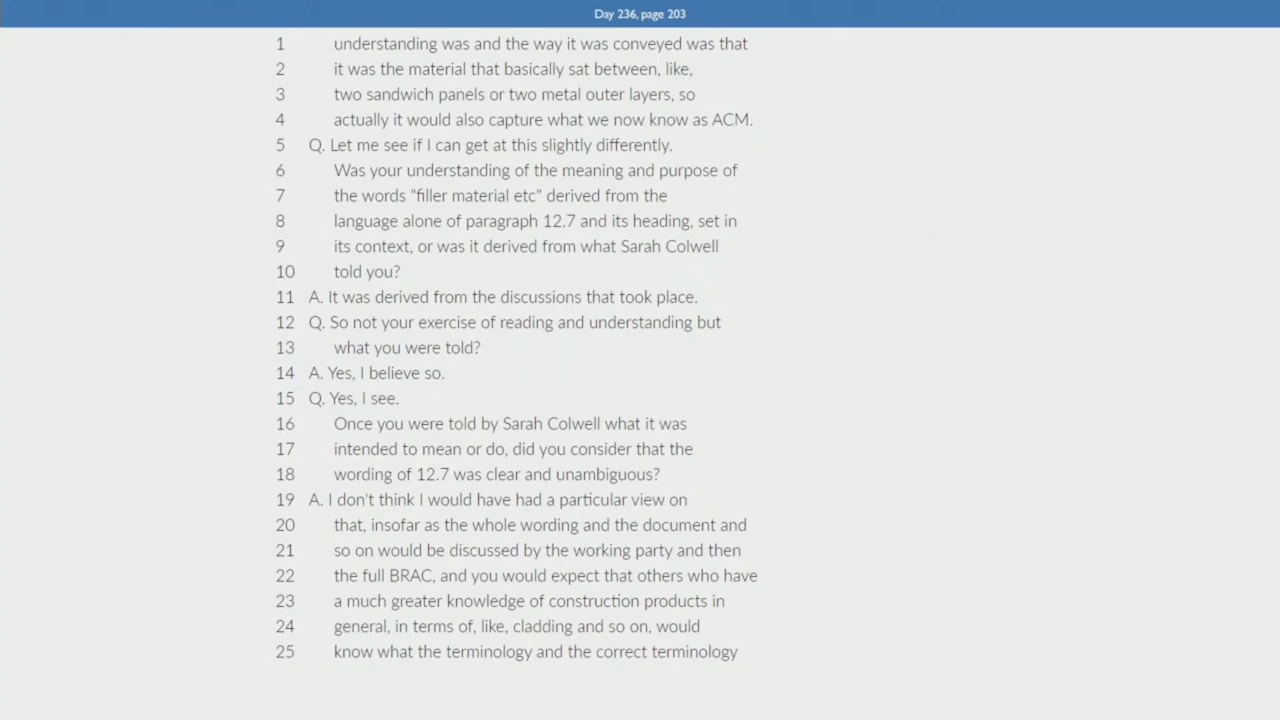 Day 236, page 203
1 understanding was and the way it was conveyed was that
2 it was the material that basically sat between, like,
3 two sandwich panels or two metal outer layers, so
4 actually it would also capture what we now know as ACM.
5 Q. Let me see if I can get at this slightly differently.
6 Was your understanding of the meaning and purpose of
7 the words "filler material etc" derived from the
8 language alone of paragraph 12.7 and its heading, set in
9 its context, or was it derived from what Sarah Colwell
10 told you?
11 A. It was derived from the discussions that took place.
12 Q. So not your exercise of reading and understanding but
13 what you were told?
14 A. Yes, I believe so.
15 Q. Yes, I see.
16 Once you were told by Sarah Colwell what it was
17 intended to mean or do, did you consider that the
18 wording of 12.7 was clear and unambiguous?
19 A. I don't think I would have had a particular view on
20 that, insofar as the whole wording and the document and
21 so on would be discussed by the working party and then
22 the full BRAC, and you would expect that others who have
23 a much greater knowledge of construction products in
24 general, in terms of, like, cladding and so on, would
25 know what the terminology and the correct terminology